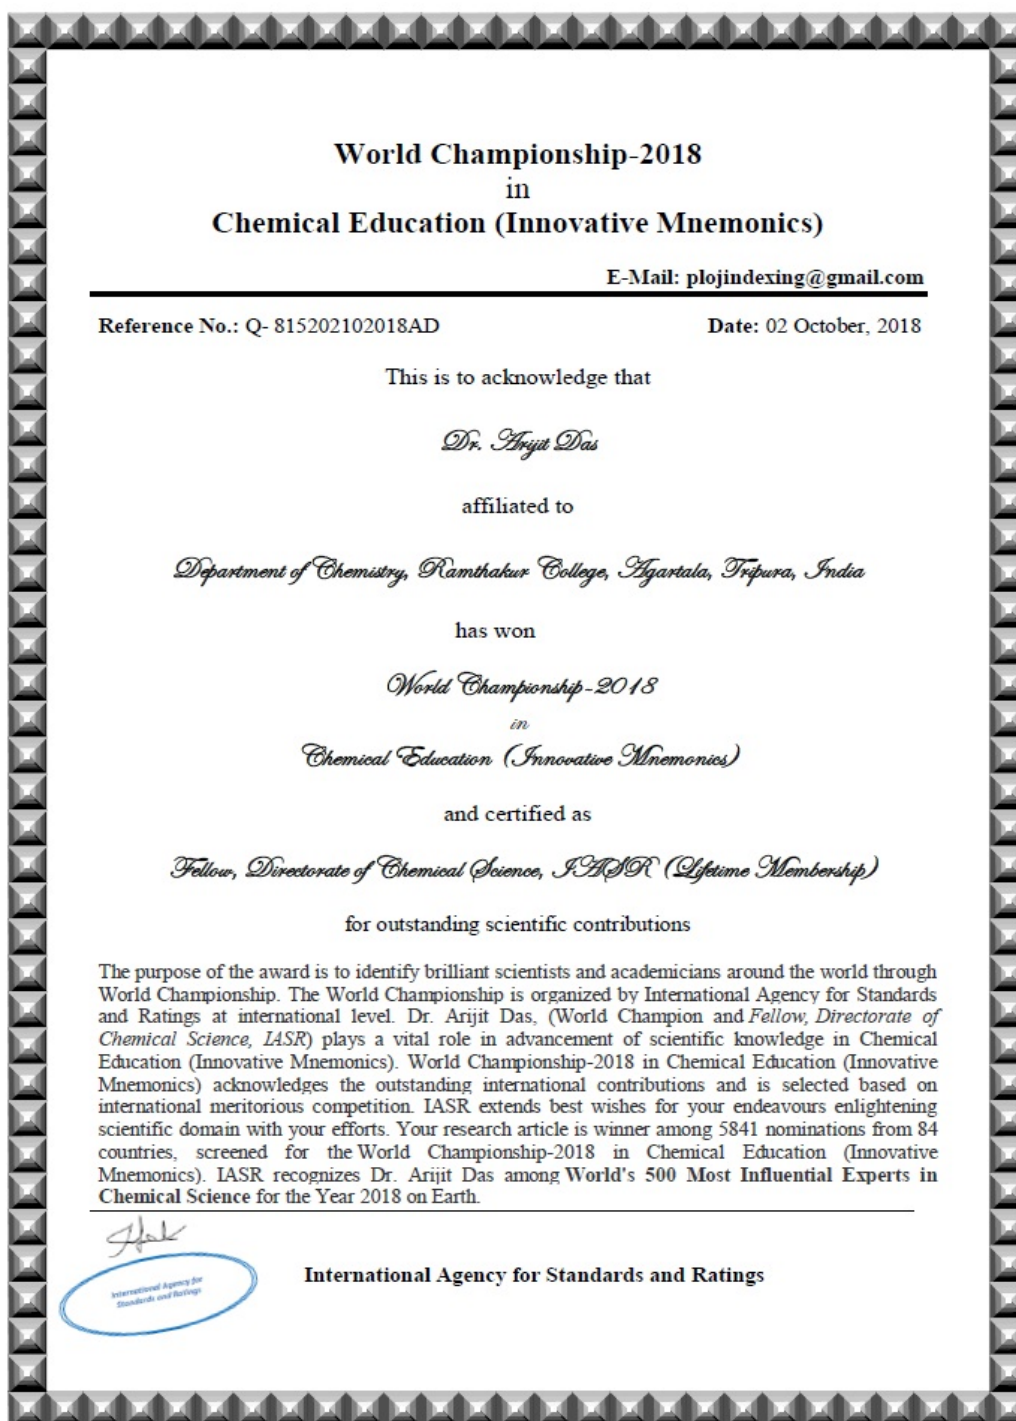 World Championship-2018
in
Chemical Education (Innovative Mnemonics)
E-Mail: plojindexing@gmail.com
Reference No.: Q- 815202102018AD Date: 02 October, 2018
This is to acknowledge that
Dr. Arijit Das
affiliated to
Department of Chemistry, Ramthakur College, Agartala, Tripura, India
has won
World Championship-2018
in
Chemical Education (Innovative Mnemonics)
and certified as
Fellow, Directorate of Chemical Science, IASR (Lifetime Membership)
for outstanding scientific contributions
The purpose of the award is to identify brilliant scientists and academicians around the world through
World Championship. The World Championship is organized by International Agency for Standards
and Ratings at international level. Dr. Arijit Das, (World Champion and Fellow, Directorate of
Chemical Science, IASR) plays a vital role in advancement of scientific knowledge in Chemical
Education (Innovative Mnemonics). World Championship-2018 in Chemical Education (Innovative
Mnemonics) acknowledges the outstanding international contributions and is selected based on
international meritorious competition. IASR extends best wishes for your endeavours enlightening
scientific domain with your efforts. Your research article is winner among 5841 nominations from 84
countries, screened for the World Championship-2018 in Chemical Education (Innovative
Mnemonics). IASR recognizes Dr. Arijit Das among World's 500 Most Influential Experts in
Chemical Science for the Year 2018 on Earth.
International Agency for
Standards and Ratings
International Agency for Standards and Ratings